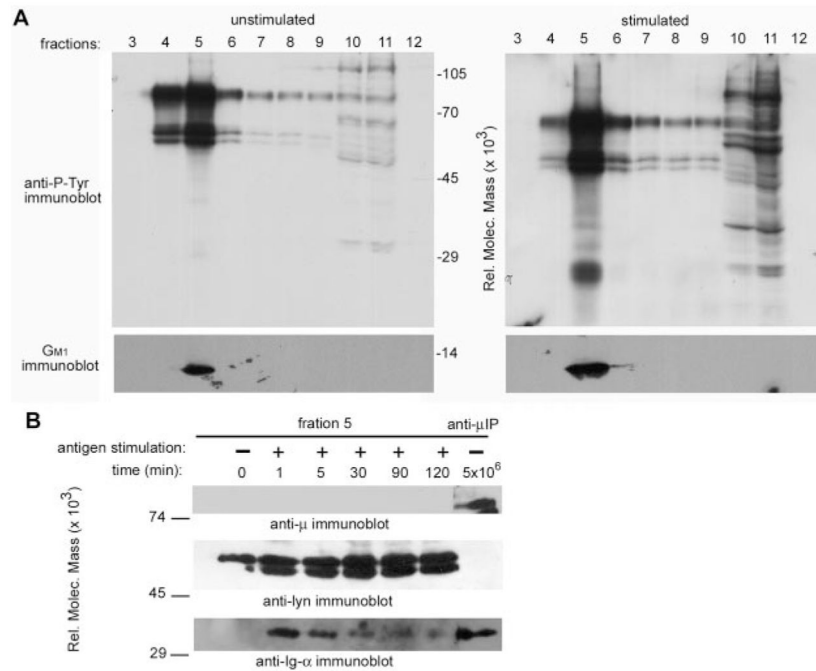 A
unstimulated
stimulated
fractions: 3 4 5 6 7 8 9 10 11 12
3 4 5 6 7 8 9 10 11 12
-105
-70
anti-P-Tyr
immunoblot
-45
-29
Rel. Molec. Mass (x 10³)
GM1
immunoblot
-14
B
fration 5
anti-μIP
antigen stimulation: − + + + + + −
time (min): 0 1 5 30 90 120 5x10⁶
Rel. Molec. Mass (x 10³)
74
anti-μ immunoblot
45
anti-lyn immunoblot
29
anti-Ig-α immunoblot